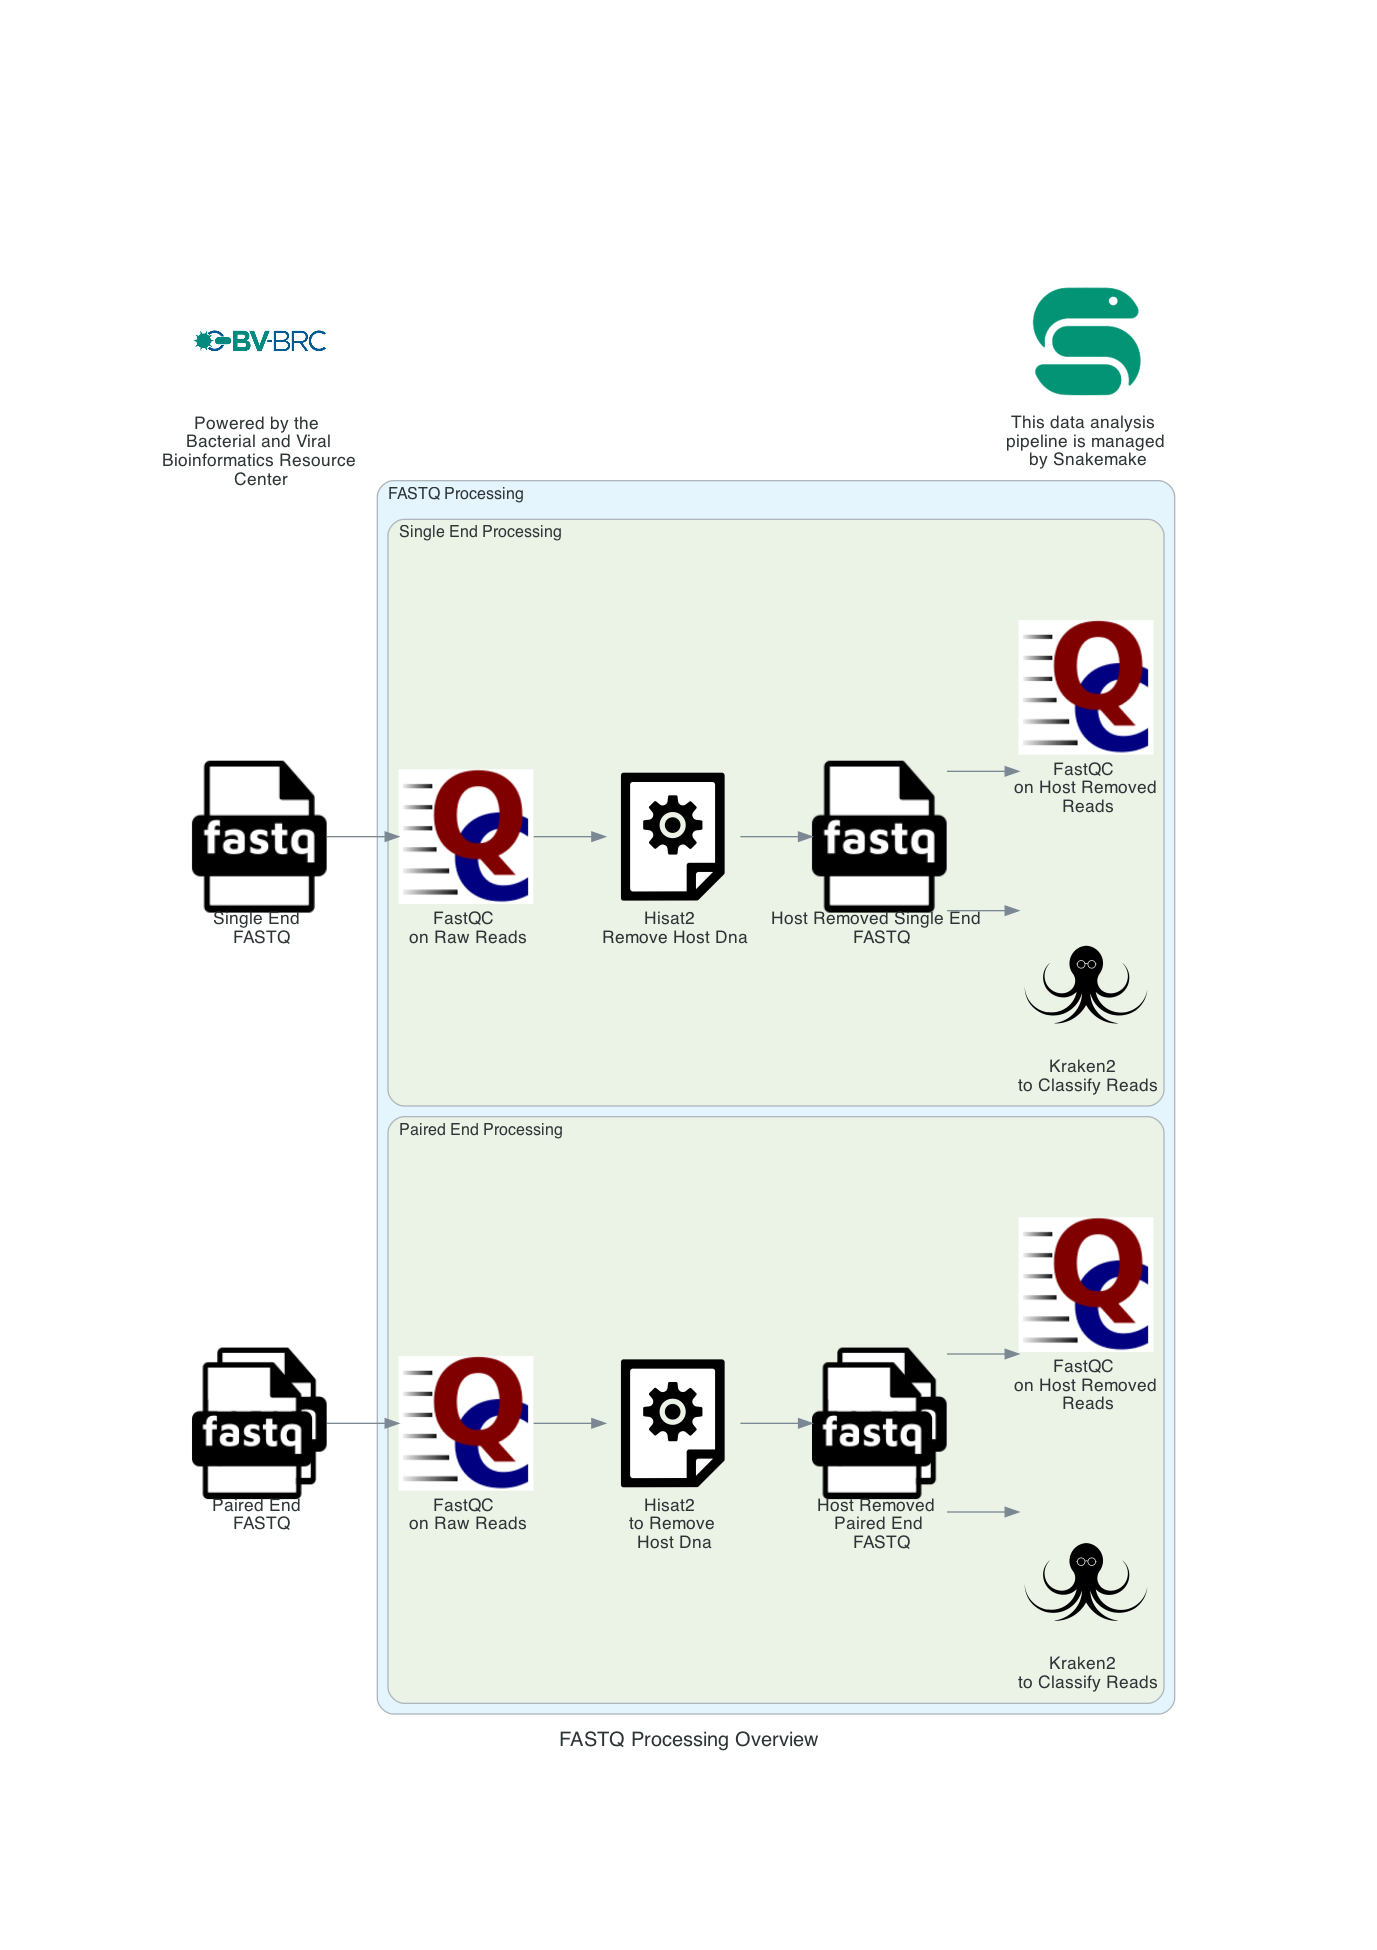 BV-BRC
Powered by the
Bacterial and Viral
Bioinformatics Resource
Center
This data analysis
pipeline is managed
by Snakemake
FASTQ Processing
Single End Processing
fastq
Single End
FASTQ
QC
FastQC
on Raw Reads
Hisat2
Remove Host Dna
fastq
Host Removed Single End
FASTQ
QC
FastQC
on Host Removed
Reads
Kraken2
to Classify Reads
Paired End Processing
fastq
Paired End
FASTQ
QC
FastQC
on Raw Reads
Hisat2
to Remove
Host Dna
fastq
Host Removed
Paired End
FASTQ
QC
FastQC
on Host Removed
Reads
Kraken2
to Classify Reads
FASTQ Processing Overview